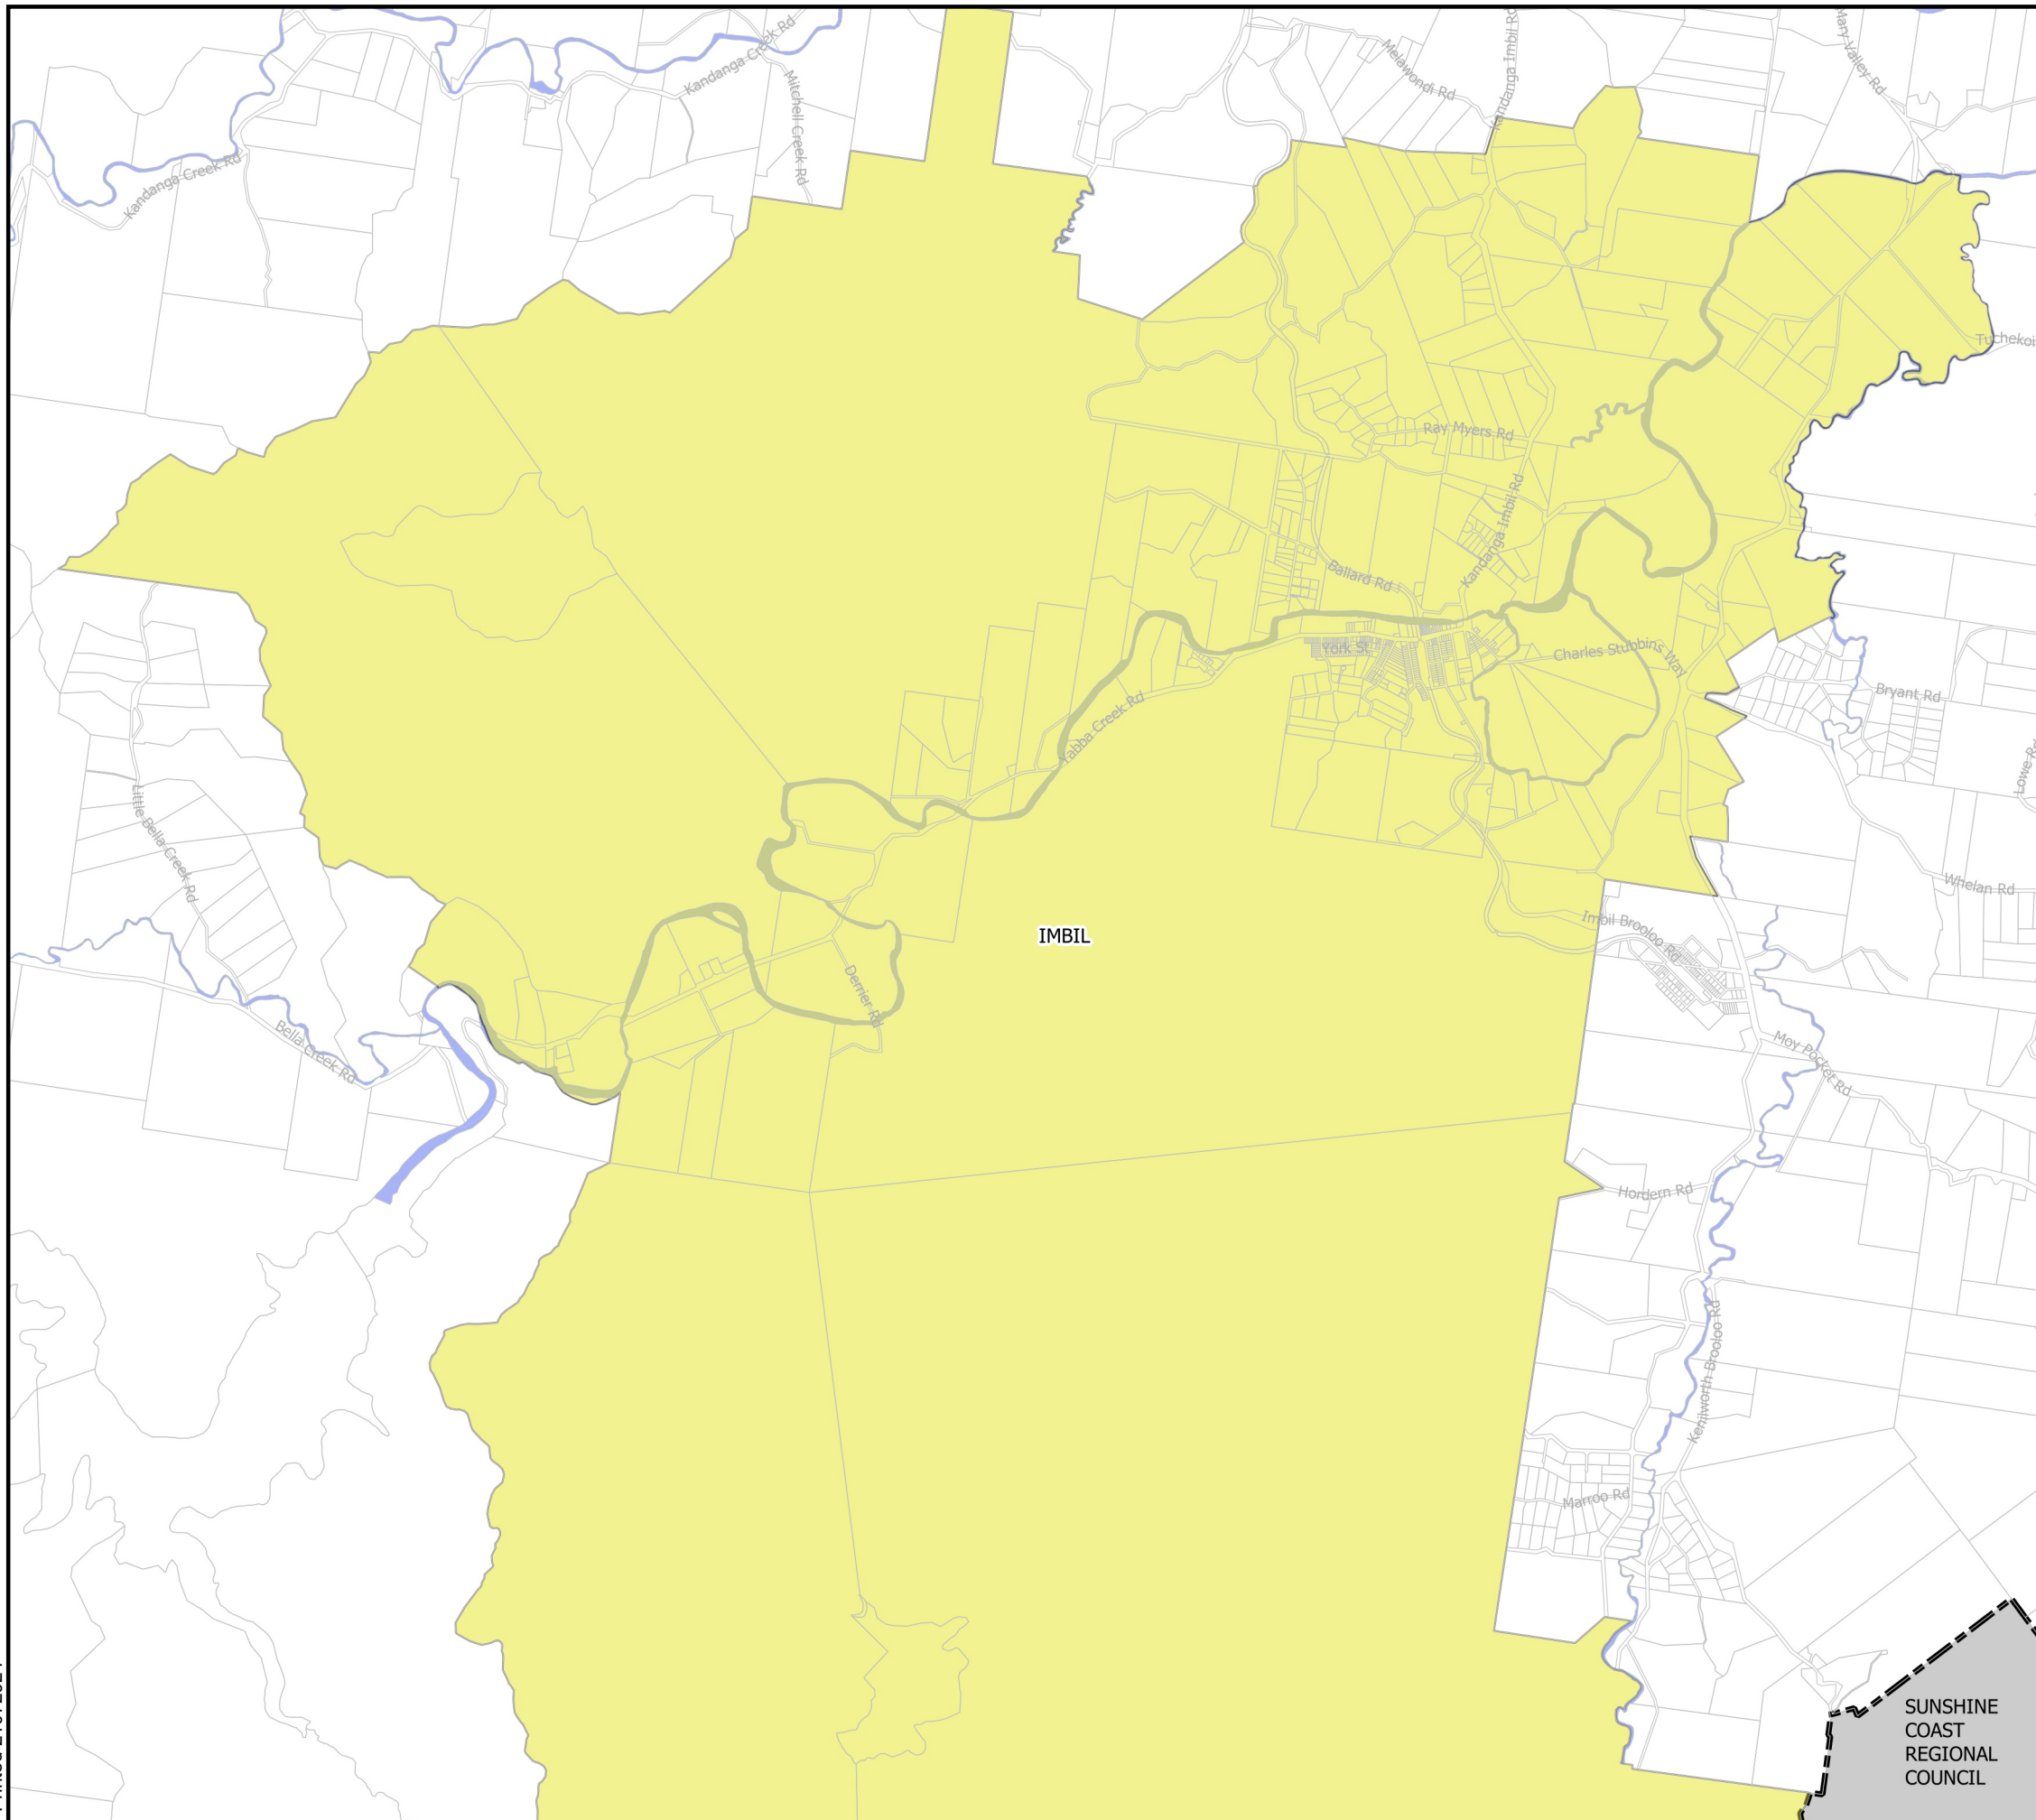 Kandanga Creek Rd
Mitchell Creek Rd
Melawondi Rd
Kandanga Imbil Rd
Mary Valley Rd
Kandanga Creek Rd
Ray Myers Rd
Kandanga Imbil Rd
Ballard Rd
York St
Charles Stubbins Way
Bryant Rd
Yabba Creek Rd
Little Bella Creek Rd
Whelan Rd
Imbil Brooloo Rd
IMBIL
Derrier Rd
Bella Creek Rd
Moy Pocket Rd
Hordern Rd
Kenilworth Brooloo Rd
Marroo Rd
SUNSHINE
COAST
REGIONAL
COUNCIL